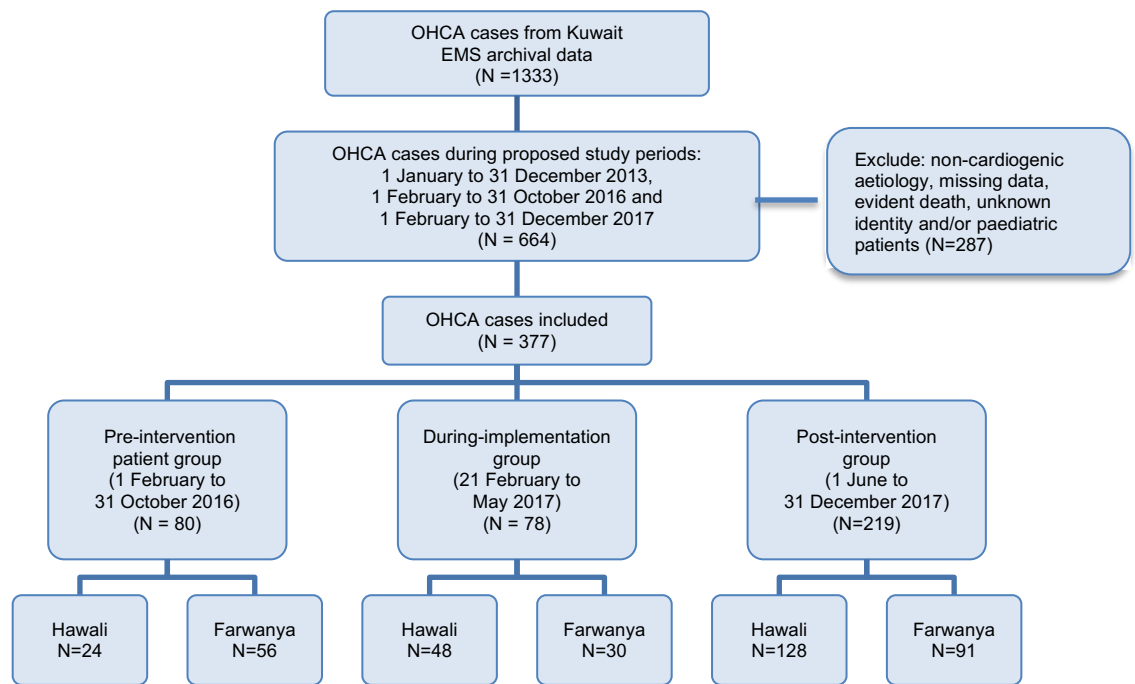 OHCA cases from Kuwait
EMS archival data
(N =1333)
OHCA cases during proposed study periods:
1 January to 31 December 2013,
1 February to 31 October 2016 and
1 February to 31 December 2017
(N = 664)
Exclude: non-cardiogenic
aetiology, missing data,
evident death, unknown
identity and/or paediatric
patients (N=287)
OHCA cases included
(N = 377)
Pre-intervention
patient group
(1 February to
31 October 2016)
(N = 80)
During-implementation
group
(21 February to
May 2017)
(N = 78)
Post-intervention
group
(1 June to
31 December 2017)
(N=219)
Hawali
N=24
Farwanya
N=56
Hawali
N=48
Farwanya
N=30
Hawali
N=128
Farwanya
N=91